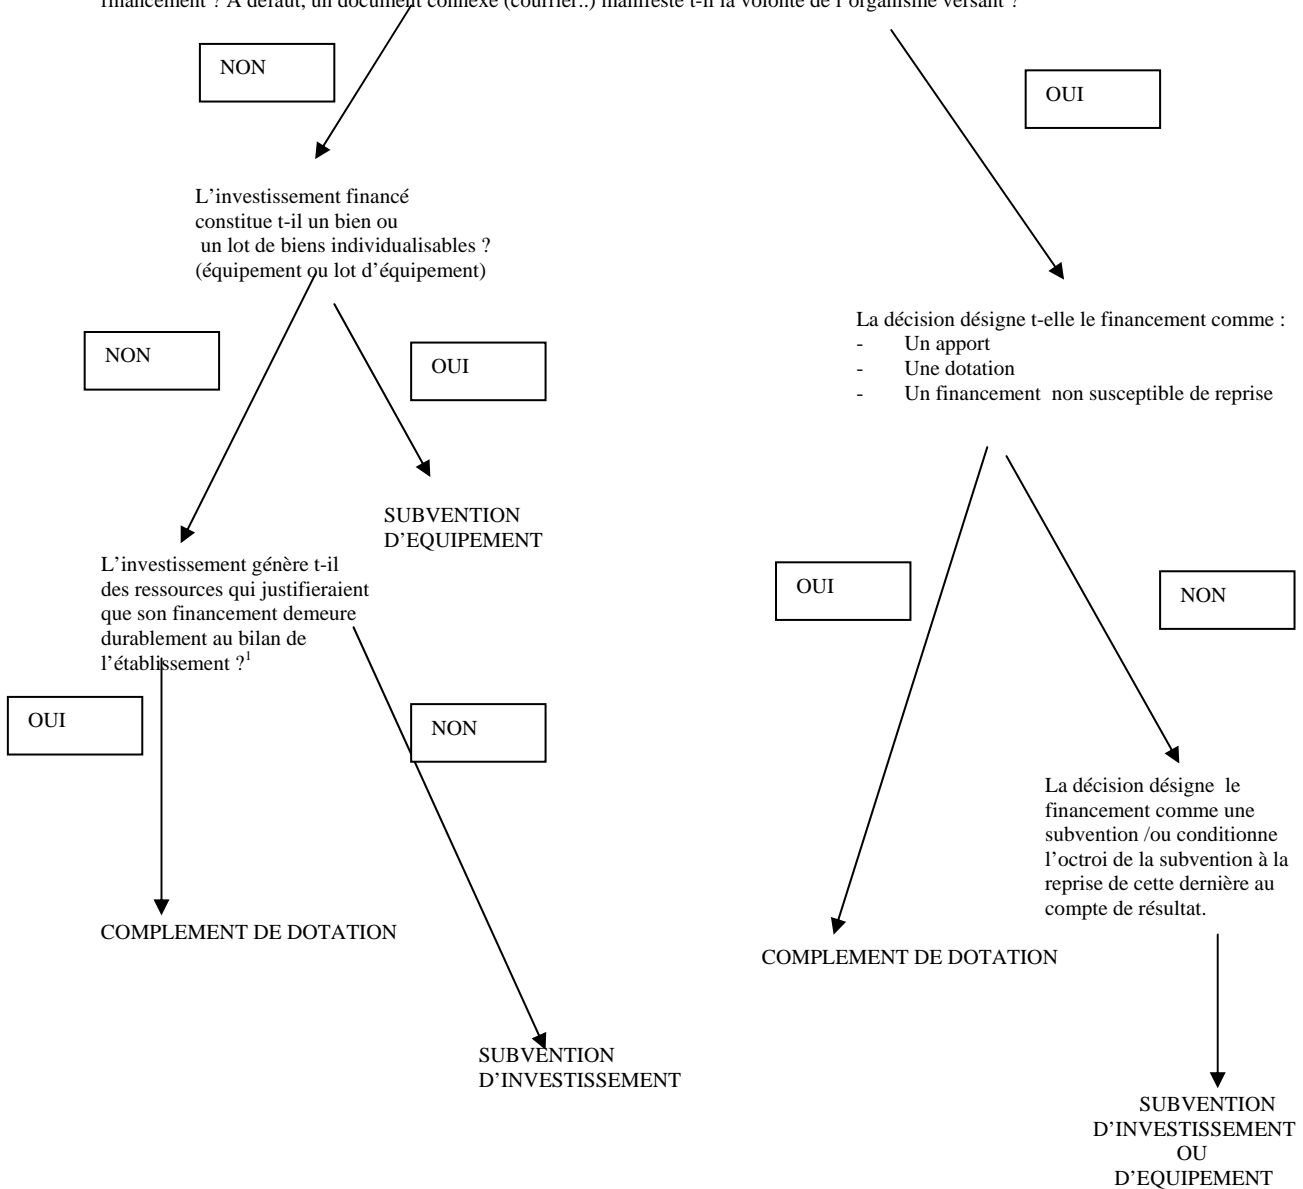 financement ? A défaut, un document connexe (courrier..) manifeste t-il la volonté de l'organisme versant ?
NON
OUI
L'investissement financé
constitue t-il un bien ou
un lot de biens individualisables ?
(équipement ou lot d'équipement)
La décision désigne t-elle le financement comme :
- Un apport
- Une dotation
- Un financement non susceptible de reprise
NON
OUI
SUBVENTION
D'EQUIPEMENT
L'investissement génère t-il
des ressources qui justifieraient
que son financement demeure
durablement au bilan de
l'établissement ?1
OUI
NON
OUI
NON
La décision désigne le
financement comme une
subvention /ou conditionne
l'octroi de la subvention à la
reprise de cette dernière au
compte de résultat.
COMPLEMENT DE DOTATION
COMPLEMENT DE DOTATION
SUBVENTION
D'INVESTISSEMENT
SUBVENTION
D'INVESTISSEMENT
OU
D'EQUIPEMENT